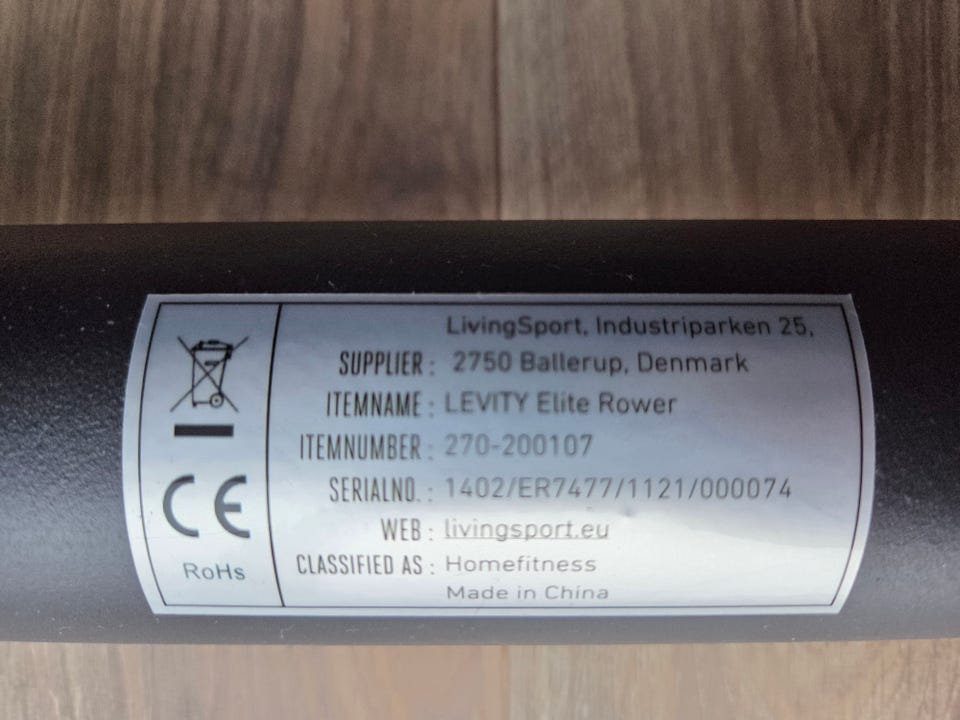 LivingSport, Industriparken 25,
SUPPLIER : 2750 Ballerup, Denmark
ITEMNAME : LEVITY Elite Rower
ITEMNUMBER : 270-200107
SERIALNO. : 1402/ER7477/1121/000074
WEB : livingsport.eu
CLASSIFIED AS : Homefitness
Made in China
CE
RoHs